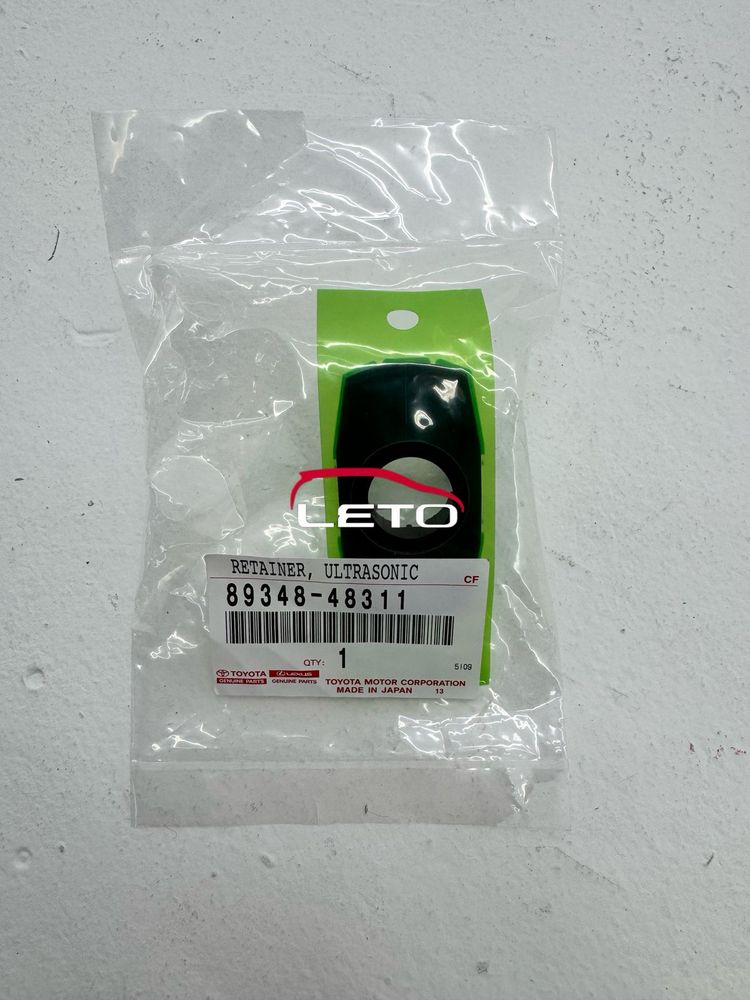 LETO
RETAINER, ULTRASONIC
CF
89348-48311
QTY: 1
5I09
TOYOTA LEXUS TOYOTA MOTOR CORPORATION
GENUINE PARTS GENUINE PARTS MADE IN JAPAN 13